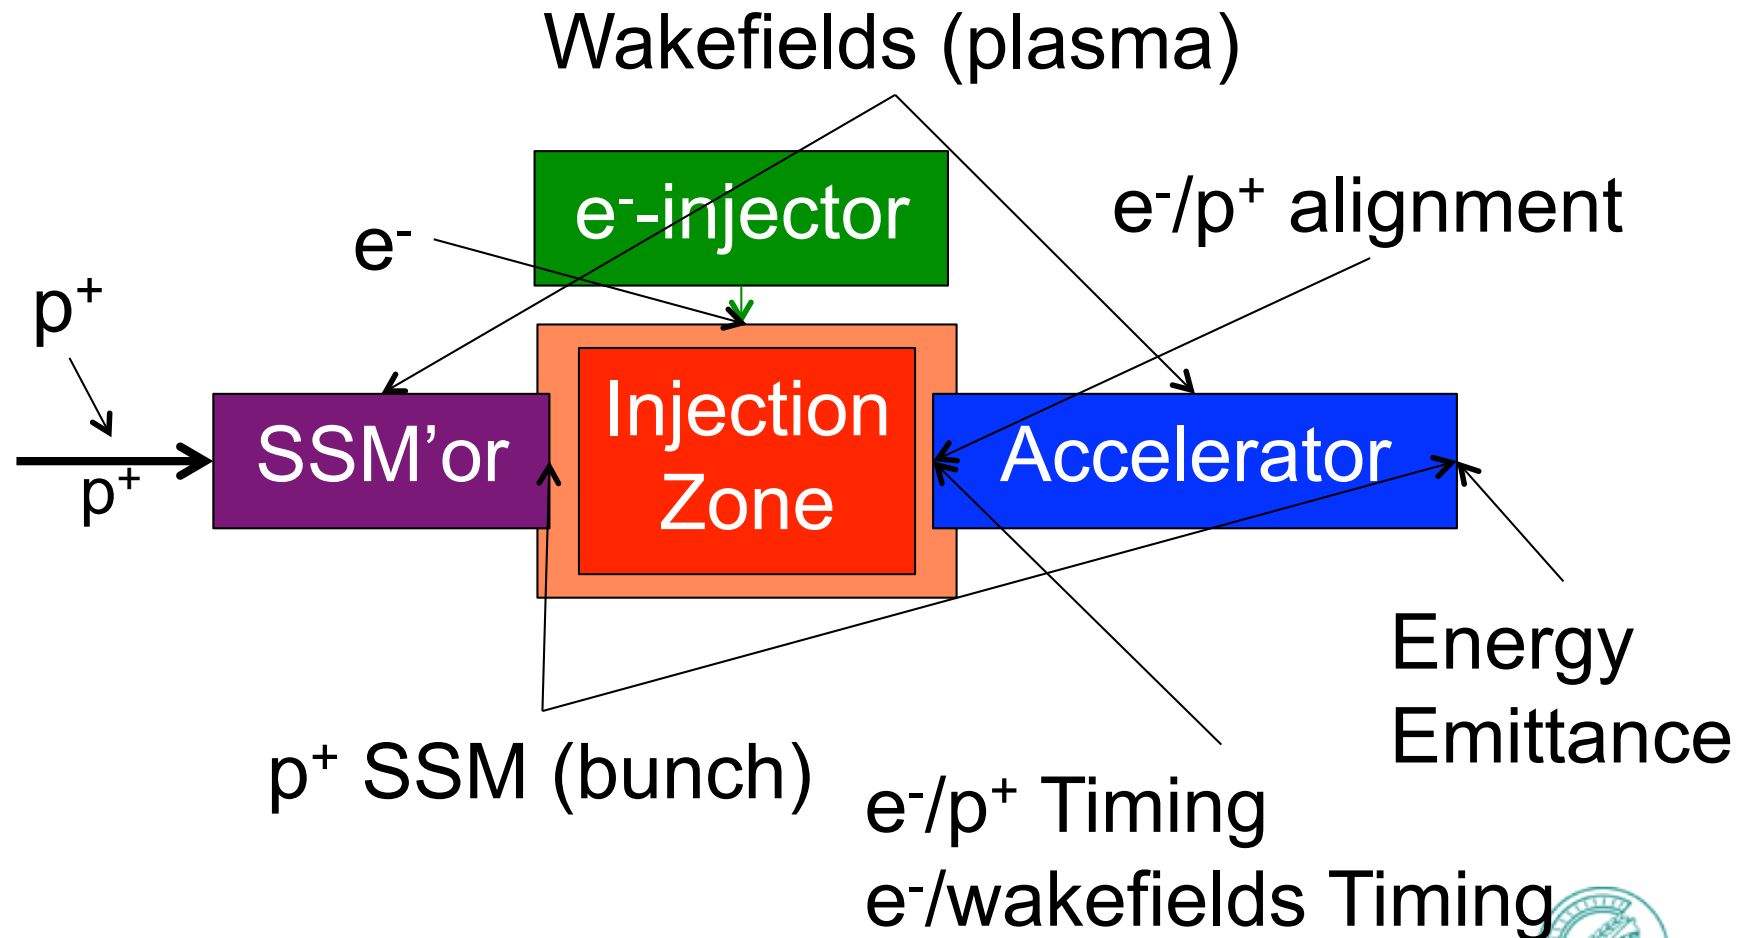 Wakefields (plasma)
e⁻-injector
e⁻/p⁺ alignment
e⁻
p⁺
p⁺
SSM’or
Injection
Zone
Accelerator
Energy
Emittance
p⁺ SSM (bunch)
e⁻/p⁺ Timing
e⁻/wakefields Timing